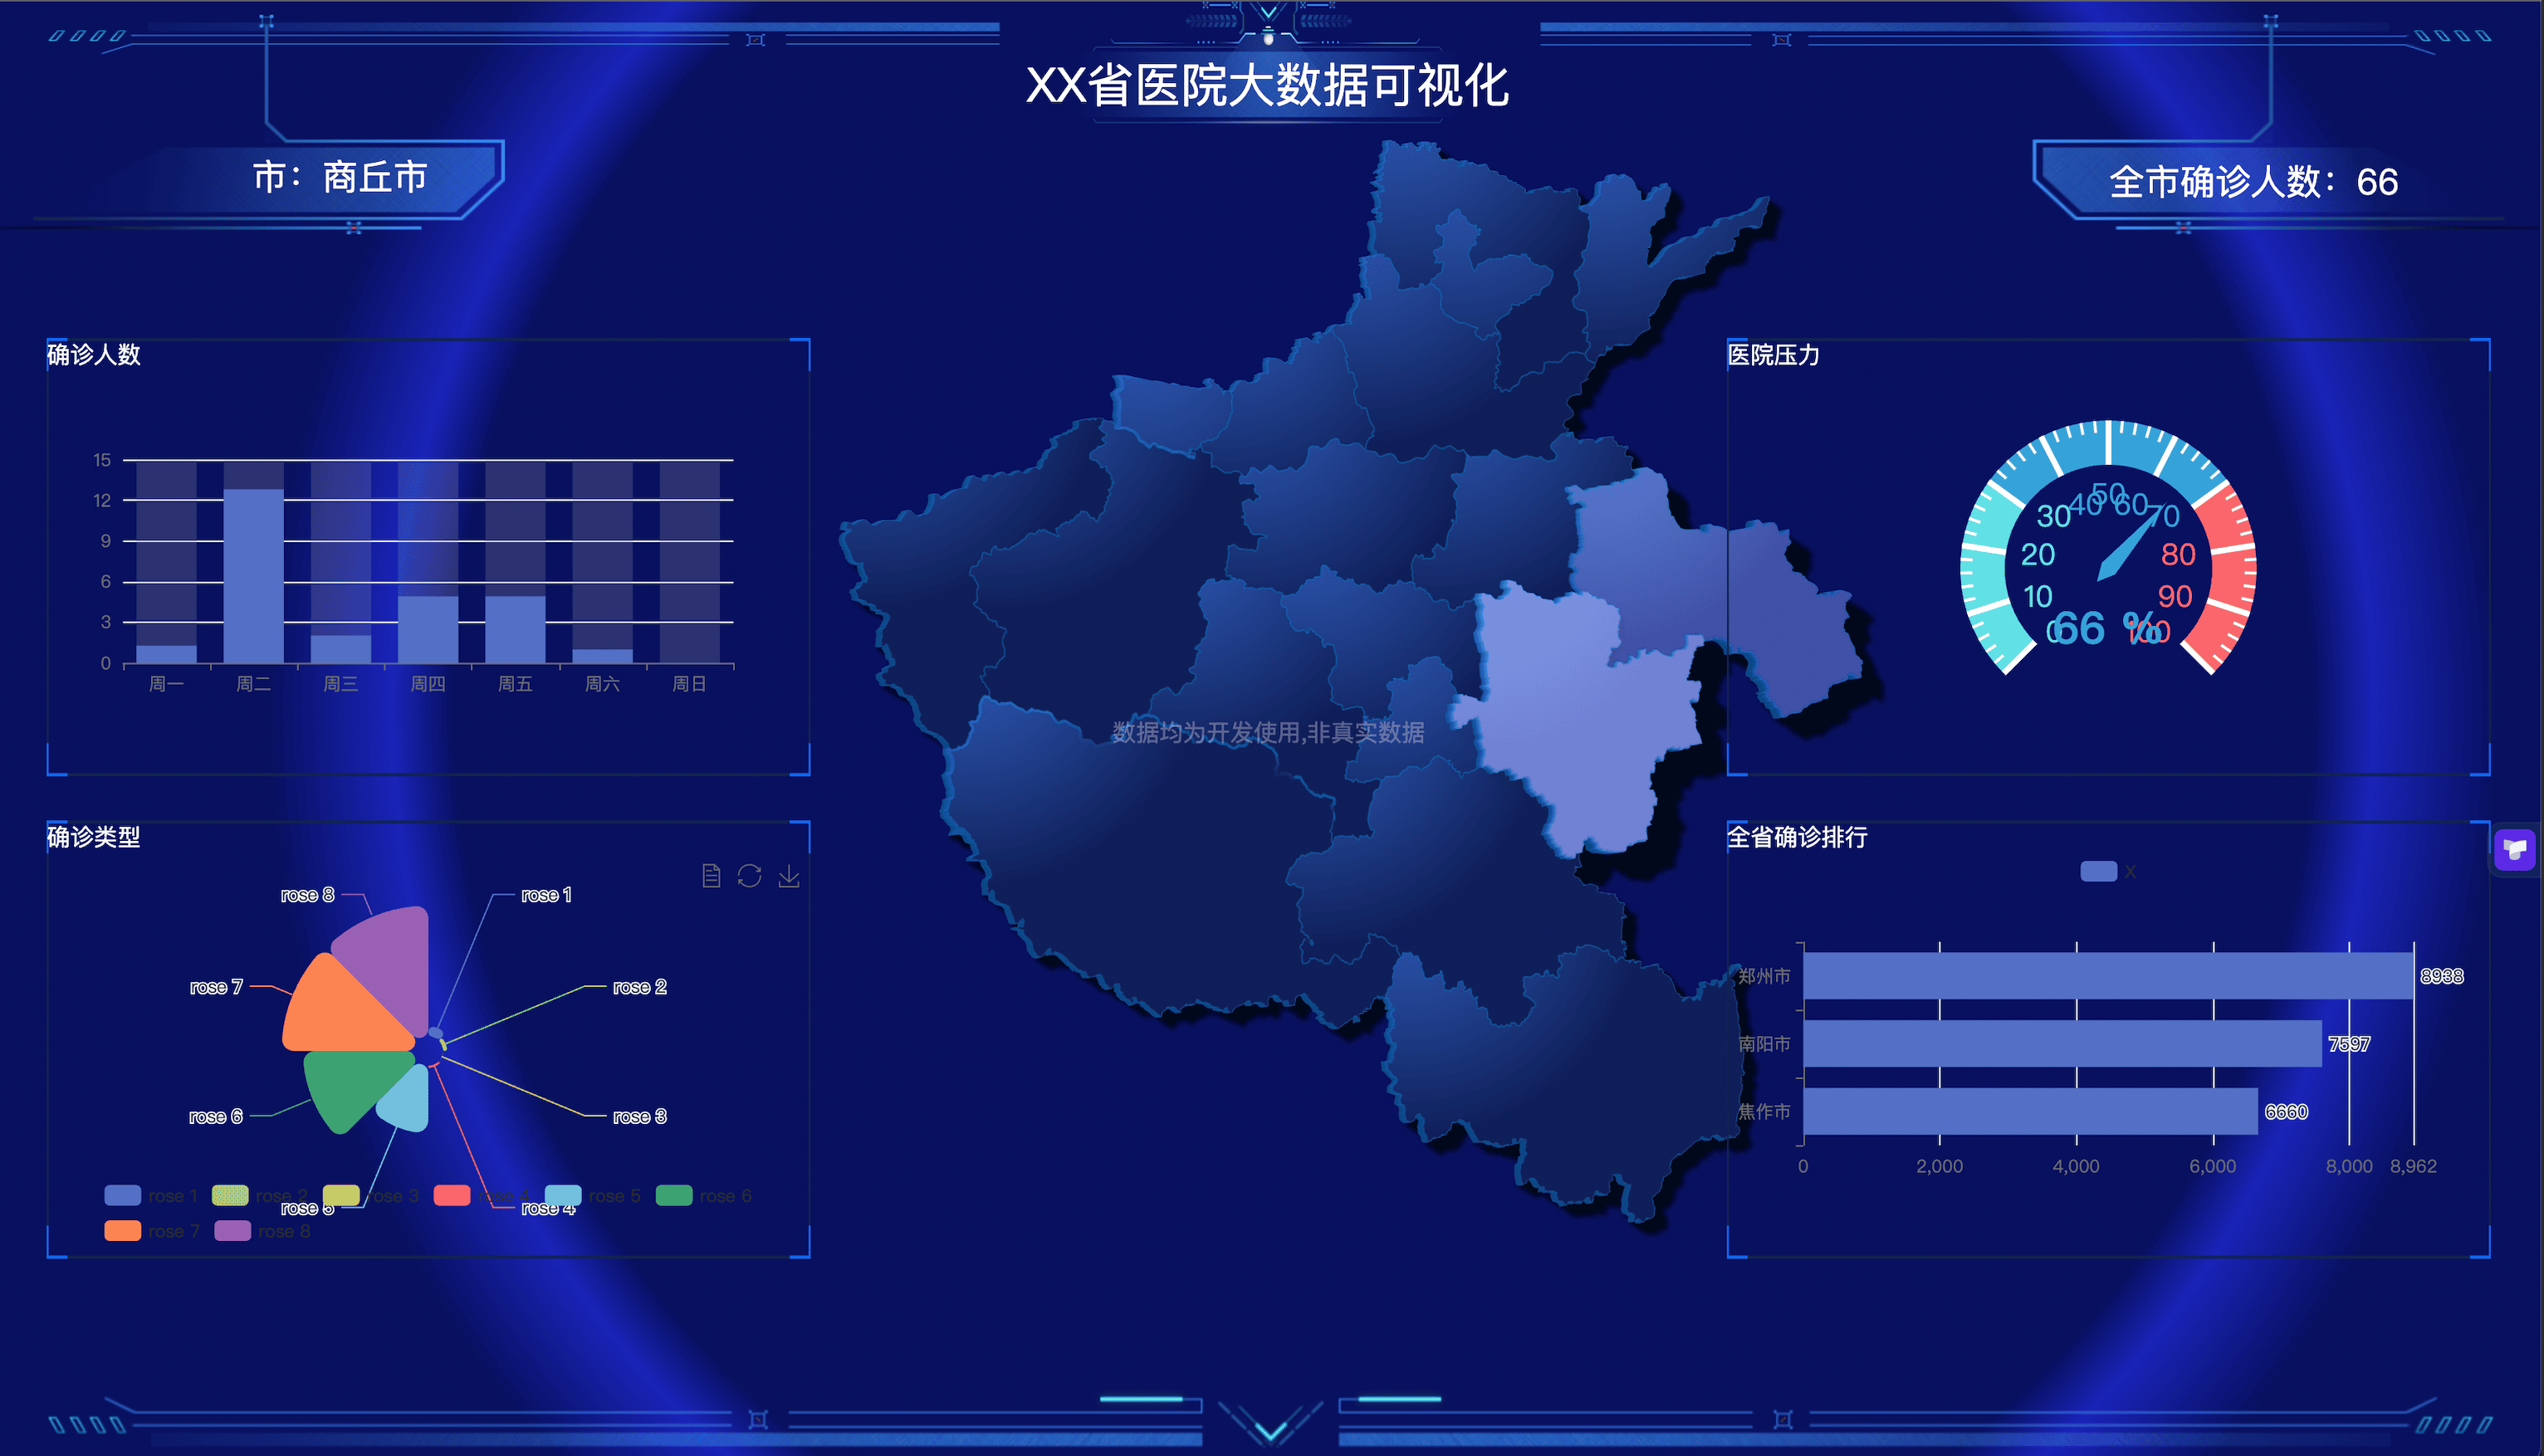 XX省医院大数据可视化
市：商丘市
全市确诊人数：66
确诊人数
15
12
9
6
3
0
周一 周二 周三 周四 周五 周六 周日
医院压力
0
10
20
30
40
50
60
70
80
90
100
66 %
数据均为开发使用,非真实数据
确诊类型
rose 8
rose 1
rose 7
rose 2
rose 6
rose 3
rose 5
rose 4
rose 1 rose 2 rose 3 rose 4 rose 5 rose 6
rose 7 rose 8
全省确诊排行
X
郑州市 8938
南阳市 7597
焦作市 6660
0 2,000 4,000 6,000 8,000 8,962